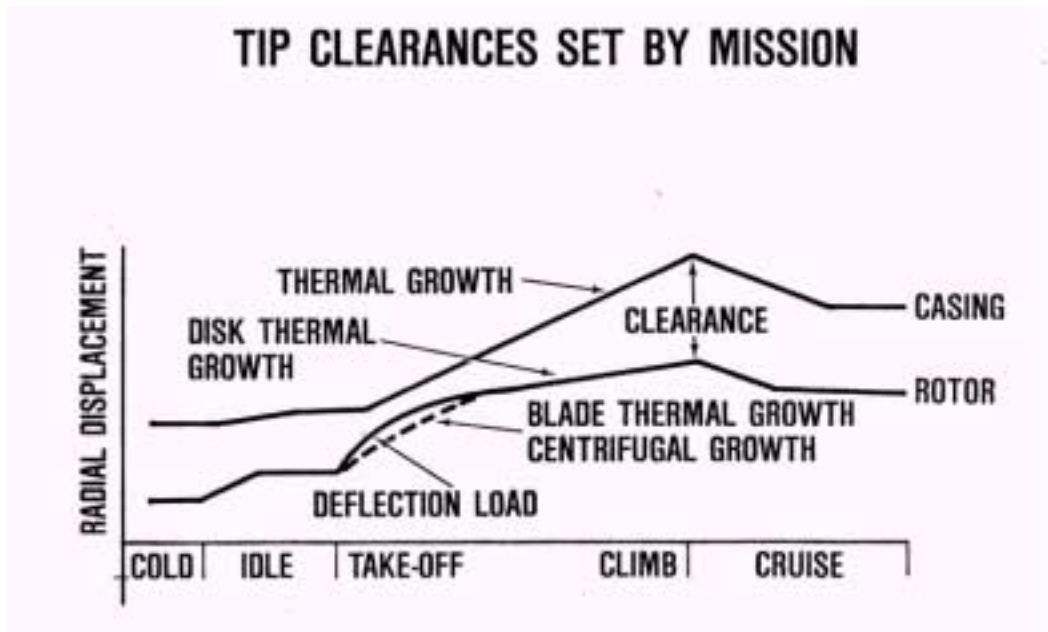 TIP CLEARANCES SET BY MISSION
RADIAL DISPLACEMENT
THERMAL GROWTH
CASING
CLEARANCE
DISK THERMAL
GROWTH
ROTOR
BLADE THERMAL GROWTH
CENTRIFUGAL GROWTH
DEFLECTION LOAD
COLD
IDLE
TAKE-OFF
CLIMB
CRUISE